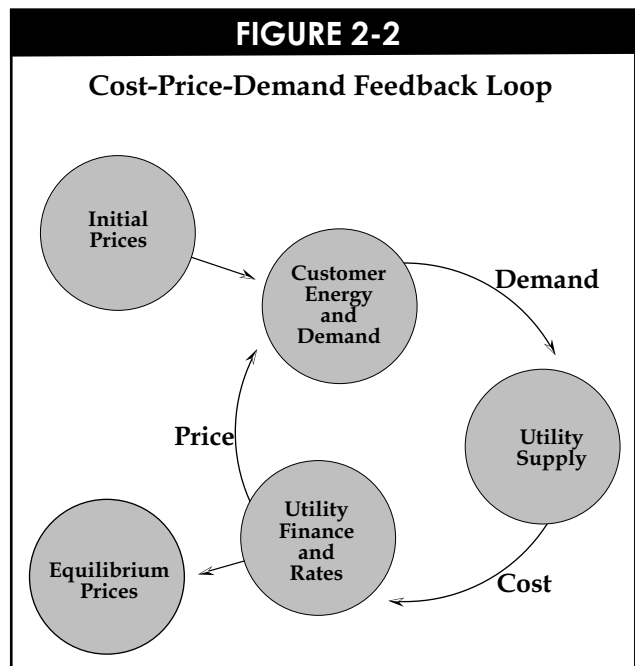 FIGURE 2-2
Cost-Price-Demand Feedback Loop
Initial
Prices
Customer
Energy
and
Demand
Demand
Utility
Supply
Price
Utility
Finance
and
Rates
Equilibrium
Prices
Cost